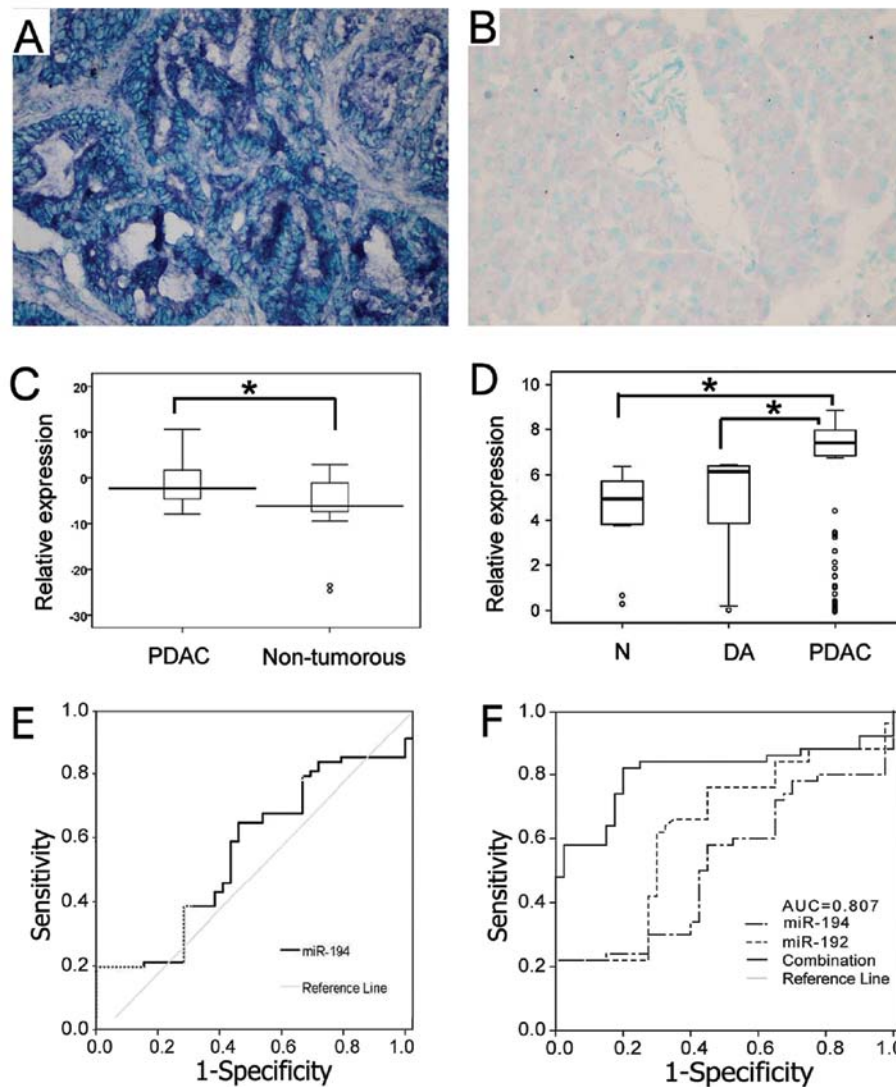 A
B
C
20
10
0
-10
-20
-30
Relative expression
*
PDAC
Non-tumorous
D
10
8
6
4
2
0
Relative expression
*
*
N
DA
PDAC
E
1.0
0.8
0.6
0.4
0.2
0.0
Sensitivity
miR-194
Reference Line
0.0
0.2
0.4
0.6
0.8
1.0
1-Specificity
F
1.0
0.8
0.6
0.4
0.2
0.0
Sensitivity
AUC=0.807
miR-194
miR-192
Combination
Reference Line
0.0
0.2
0.4
0.6
0.8
1.0
1-Specificity